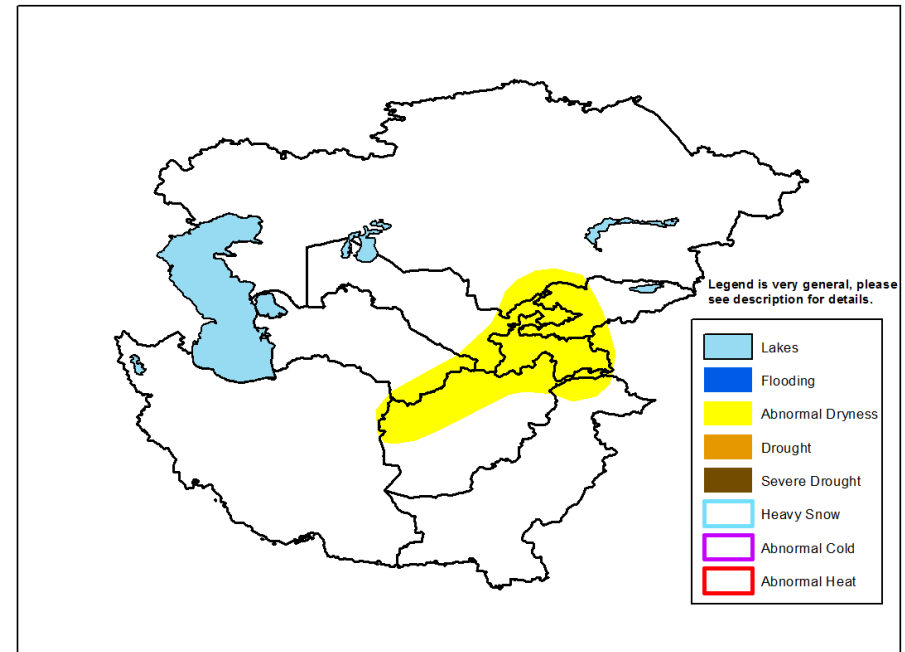 Legend is very general, please
see description for details.
Lakes
Flooding
Abnormal Dryness
Drought
Severe Drought
Heavy Snow
Abnormal Cold
Abnormal Heat